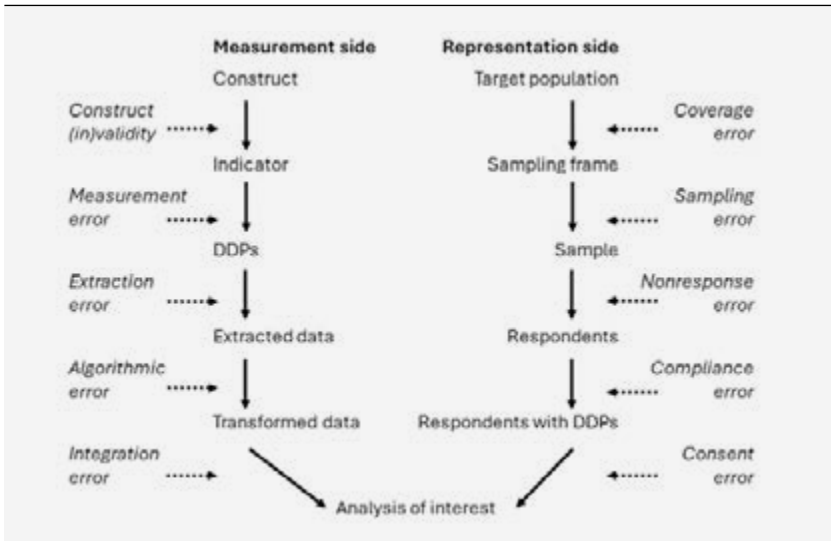 Measurement side Representation side
Construct Target population
Construct Coverage
(in)validity error
Indicator Sampling frame
Measurement Sampling
error error
DDPs Sample
Extraction Nonresponse
error error
Extracted data Respondents
Algorithmic Compliance
error error
Transformed data Respondents with DDPs
Integration Consent
error error
Analysis of interest